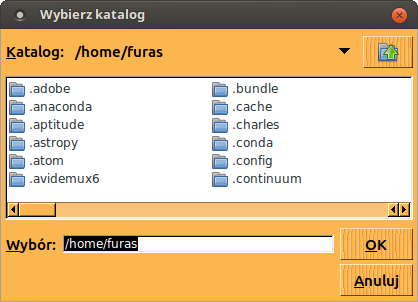 Wybierz katalog
Katalog: /home/furas
.adobe
.anaconda
.aptitude
.astropy
.atom
.avidemux6
.bundle
.cache
.charles
.conda
.config
.continuum
Wybór: /home/furas
OK
Anuluj